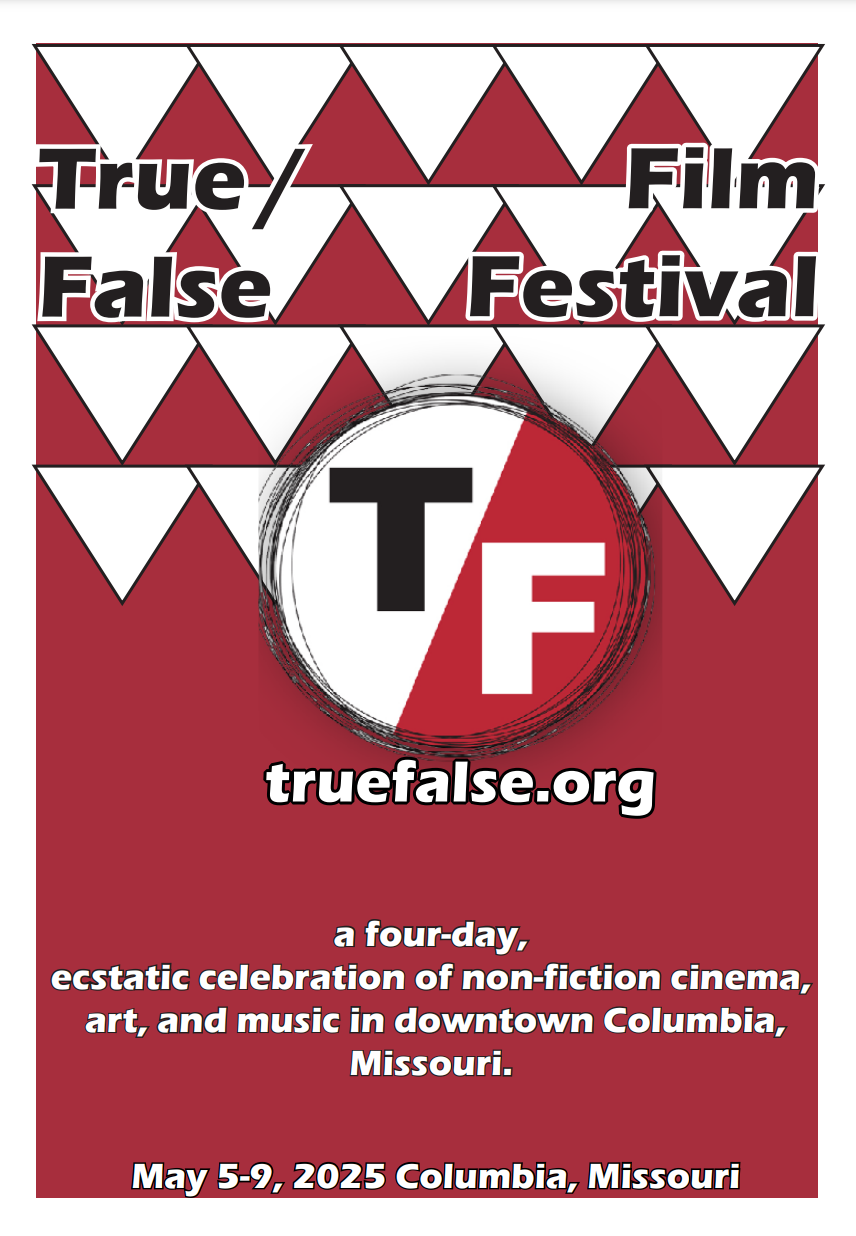 True/ Film
False Festival
T
F
truefalse.org
a four-day,
ecstatic celebration of non-fiction cinema,
art, and music in downtown Columbia,
Missouri.
May 5-9, 2025 Columbia, Missouri